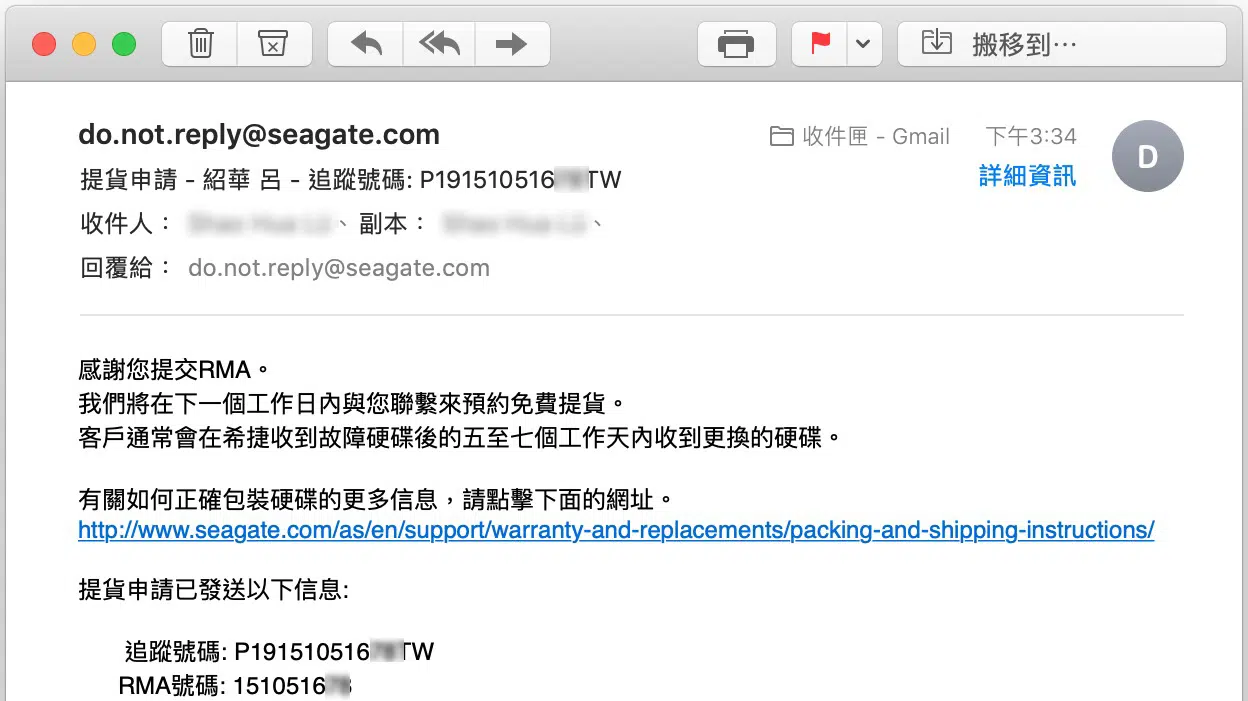 搬移到…
do.not.reply@seagate.com
收件匣 - Gmail 下午3:34
D
提貨申請 - 紹華 呂 - 追蹤號碼: P191510516 TW
詳細資訊
收件人： 、 副本： 、
回覆給： do.not.reply@seagate.com
感謝您提交RMA。
我們將在下一個工作日內與您聯繫來預約免費提貨。
客戶通常會在希捷收到故障硬碟後的五至七個工作天內收到更換的硬碟。
有關如何正確包裝硬碟的更多信息，請點擊下面的網址。
http://www.seagate.com/as/en/support/warranty-and-replacements/packing-and-shipping-instructions/
提貨申請已發送以下信息:
追蹤號碼: P191510516 TW
RMA號碼: 1510516